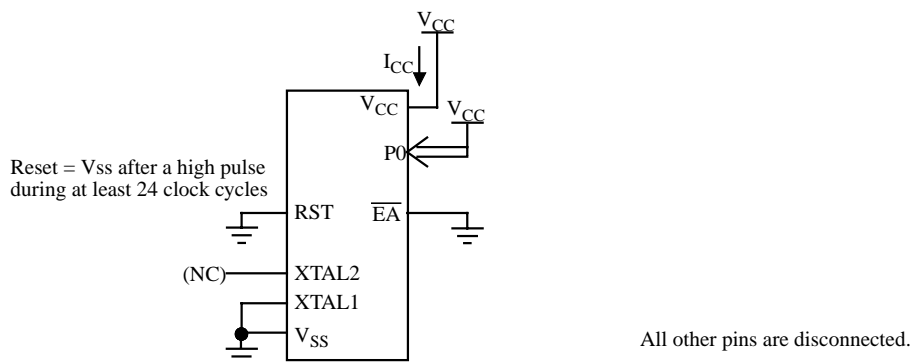 VCC
ICC
VCC
VCC
P0
Reset = Vss after a high pulse
during at least 24 clock cycles
RST
EA
(NC)
XTAL2
XTAL1
VSS
All other pins are disconnected.